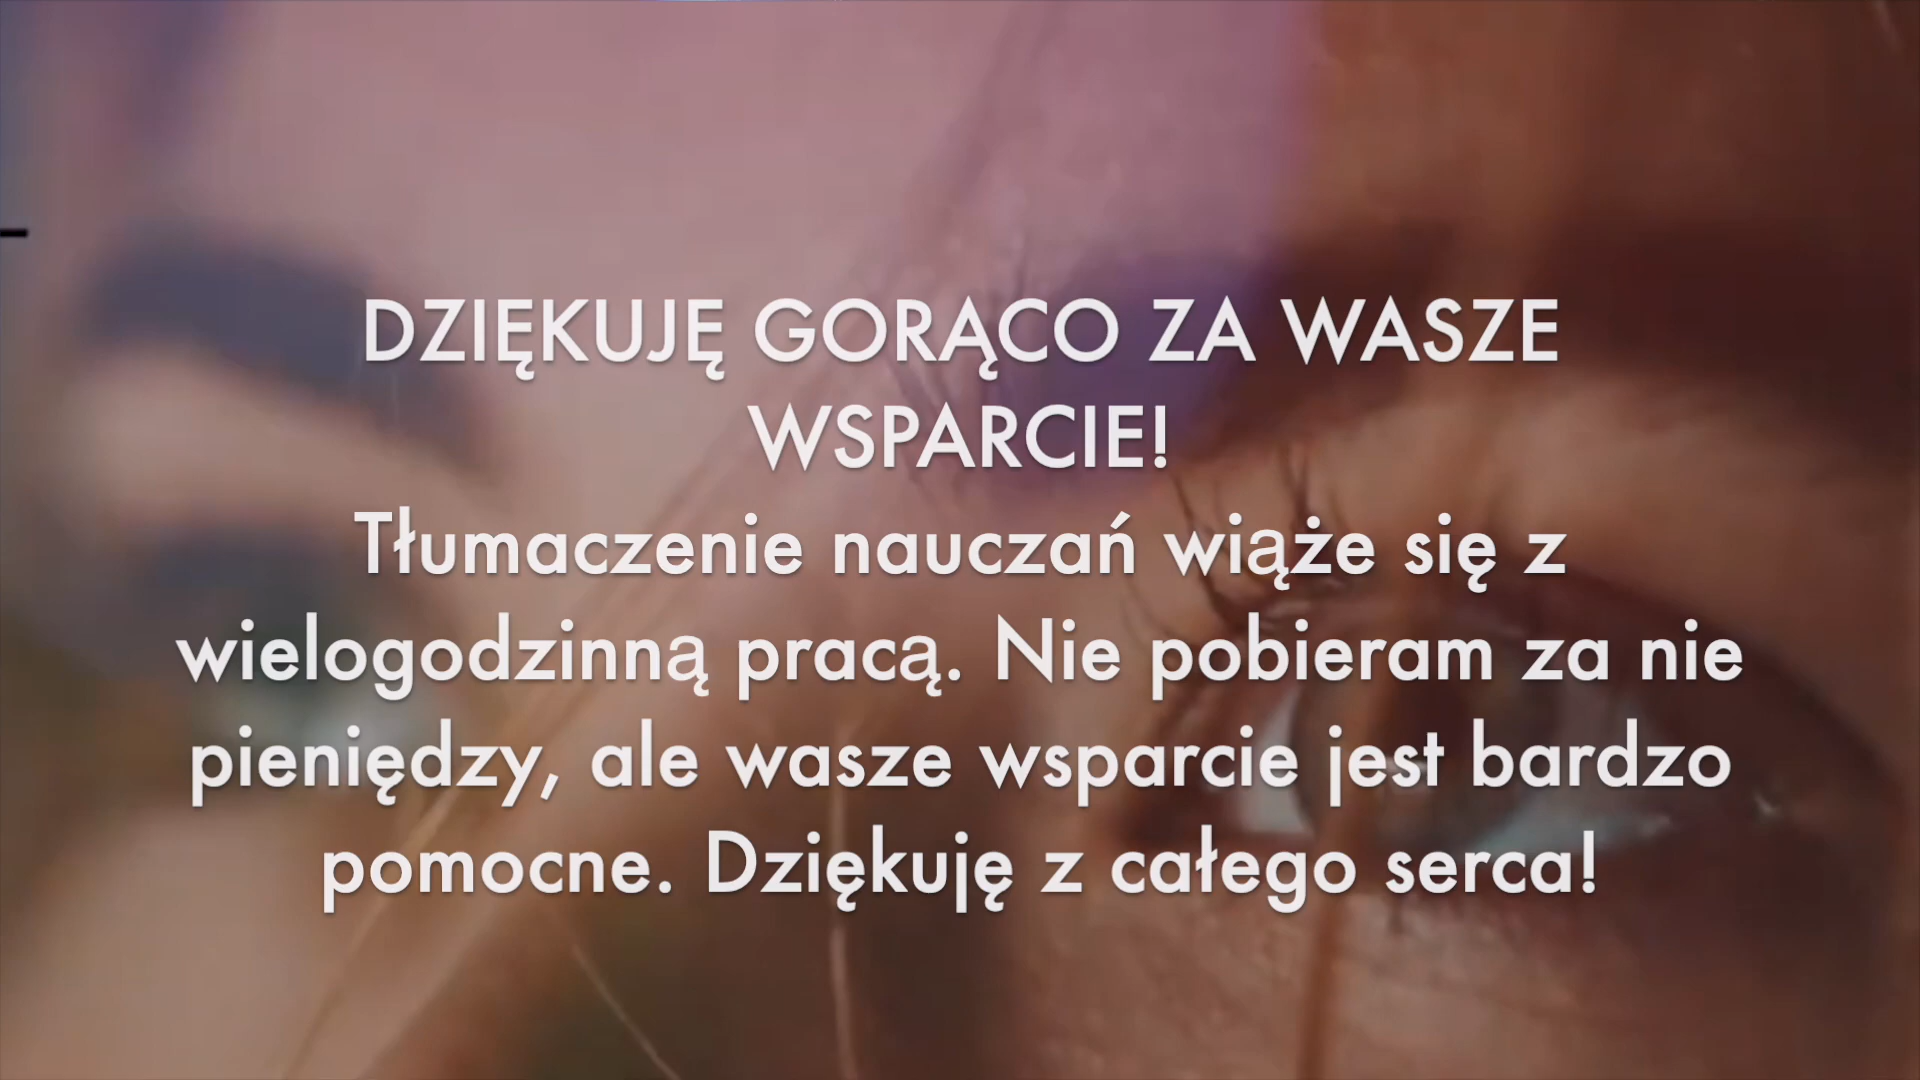 DZIĘKUJĘ GORĄCO ZA WASZE
WSPARCIE!
Tłumaczenie nauczań wiąże się z
wielogodzinną pracą. Nie pobieram za nie
pieniędzy, ale wasze wsparcie jest bardzo
pomocne. Dziękuję z całego serca!